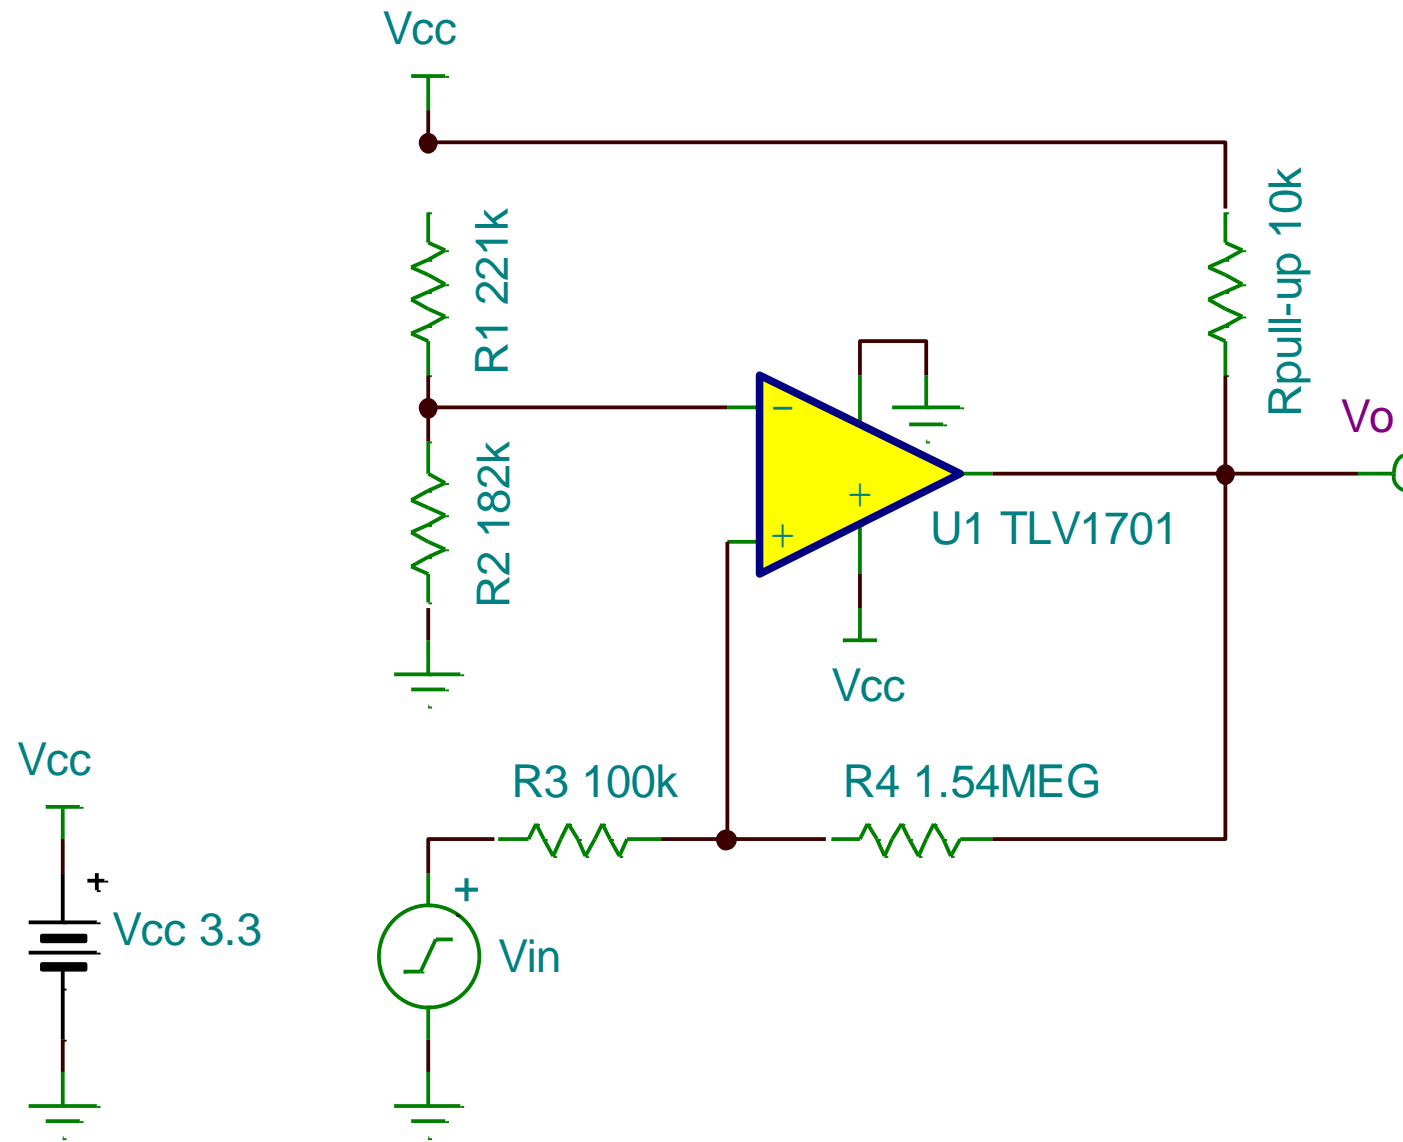 Vcc
R1 221k
Rpull-up 10k
Vo
R2 182k
U1 TLV1701
Vcc
Vcc
R3 100k
R4 1.54MEG
Vcc 3.3
Vin